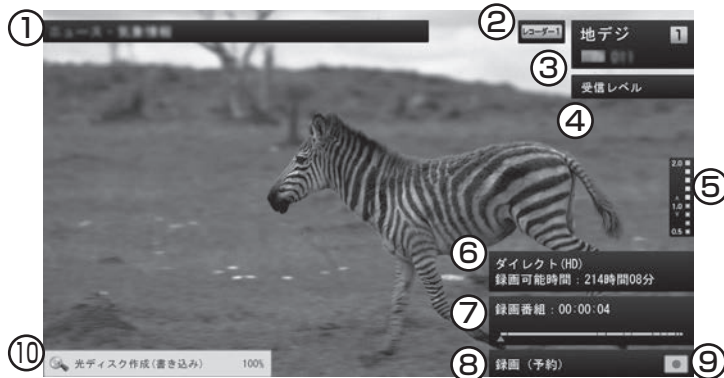 ①
ニュース・気象情報
②
レコーダー1
地デジ 1
011
③
受信レベル
④
2.0
1.0
0.5
⑤
⑥
ダイレクト(HD)
録画可能時間:214時間08分
⑦
録画番組:00:00:04
⑧
録画(予約)
⑨
⑩
光ディスク作成(書き込み) 100%